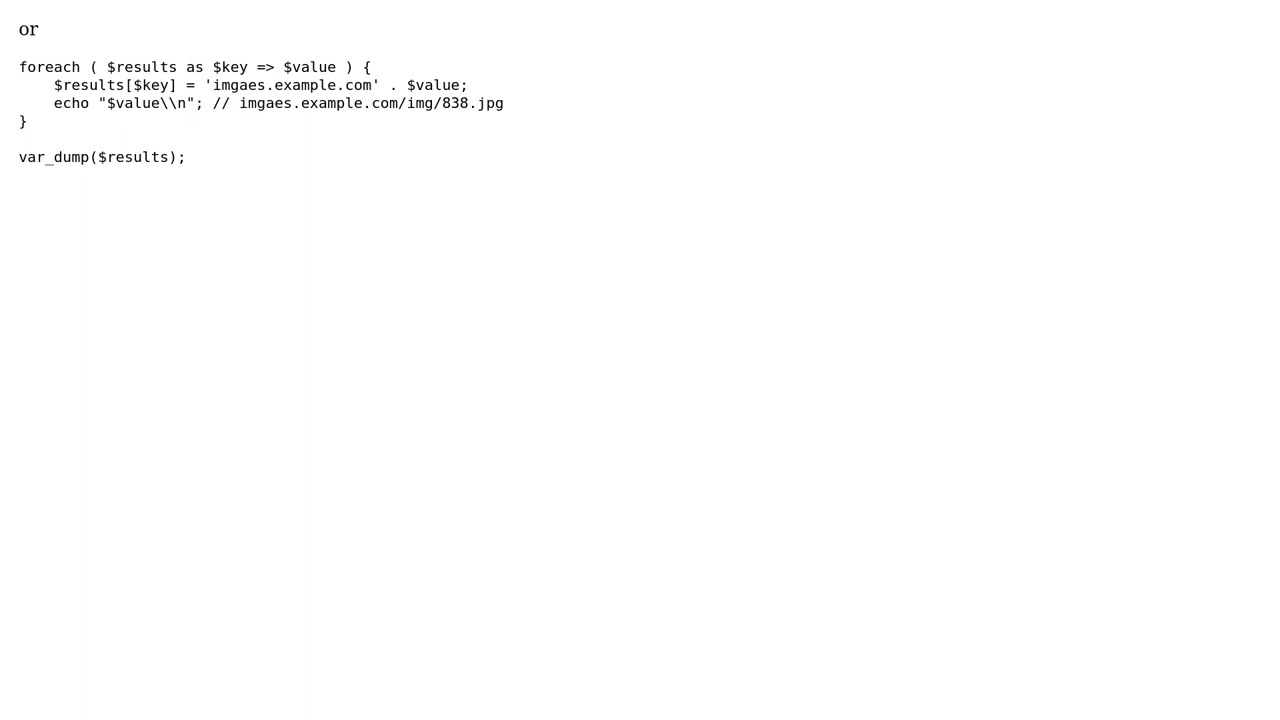 or
foreach ( $results as $key => $value ) {
    $results[$key] = 'imgaes.example.com' . $value;
    echo "$value\\n"; // imgaes.example.com/img/838.jpg
}
var_dump($results);